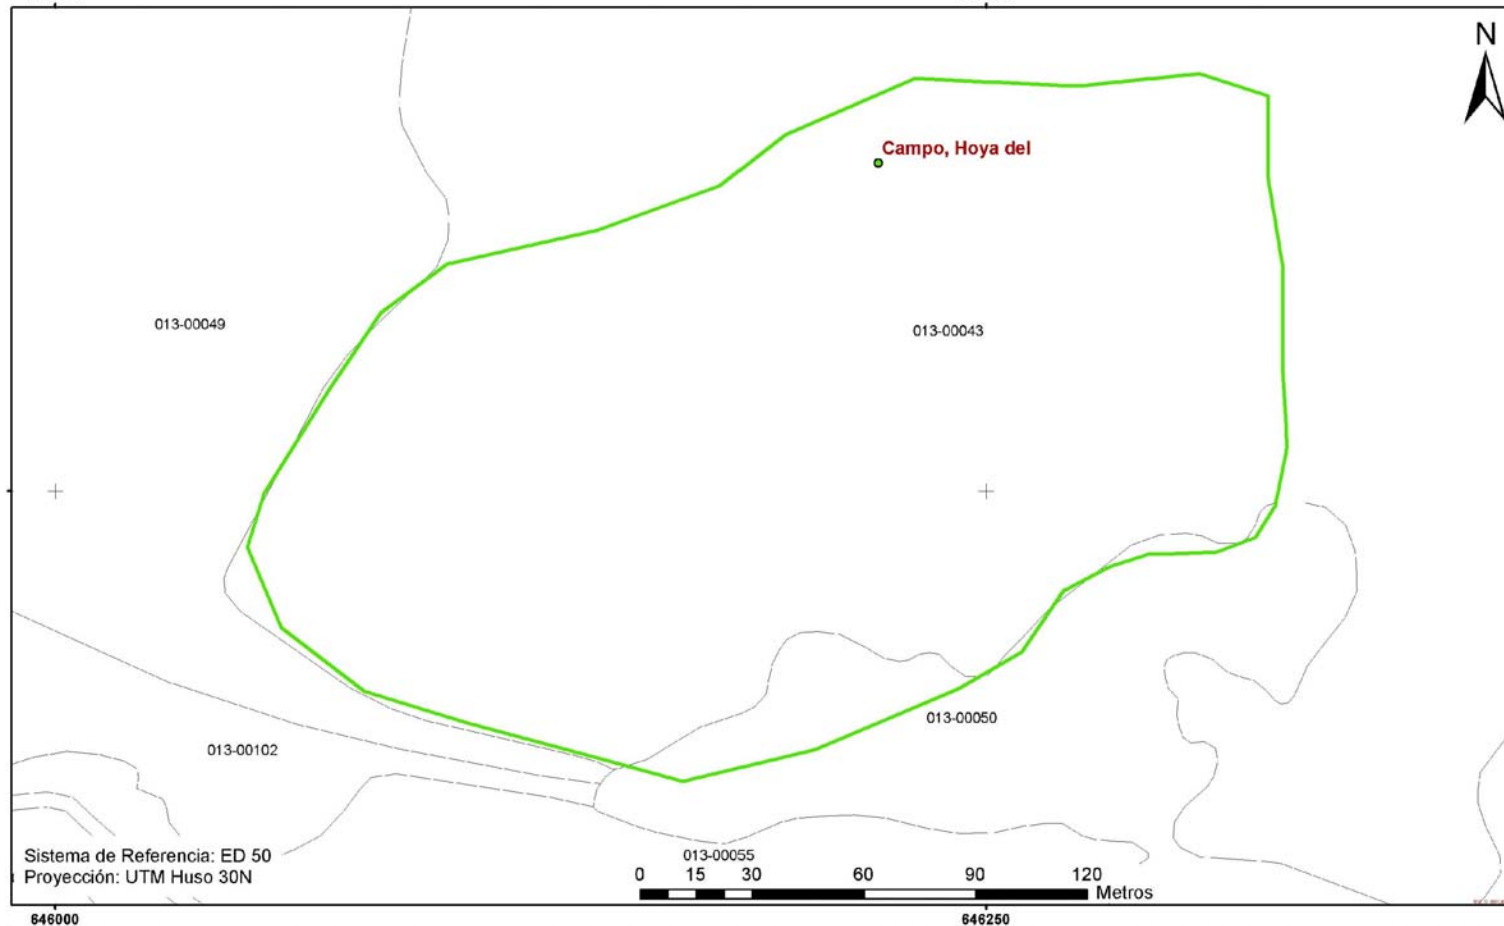 N
Campo, Hoya del
013-00049
013-00043
013-00050
013-00102
013-00055
Sistema de Referencia: ED 50
Proyección: UTM Huso 30N
0 15 30 60 90 120
Metros
646000
646250